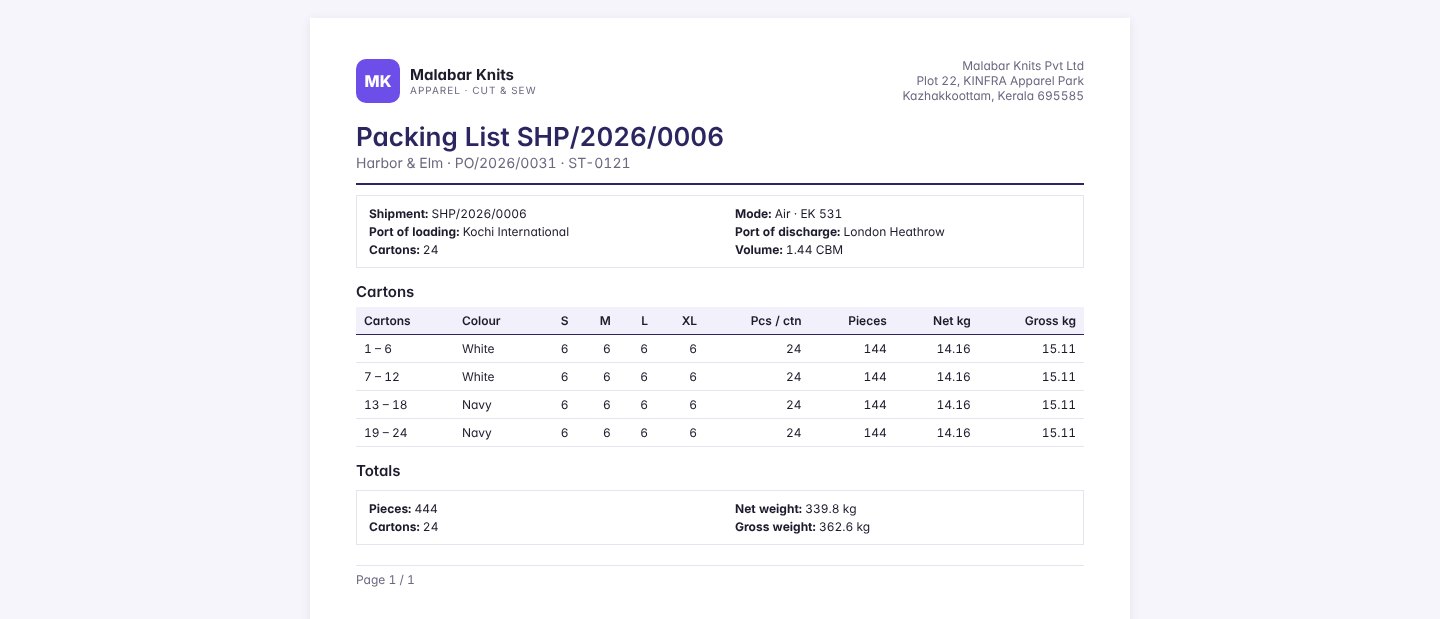 MK
Malabar Knits
APPAREL · CUT & SEW
Malabar Knits Pvt Ltd
Plot 22, KINFRA Apparel Park
Kazhakkoottam, Kerala 695585
Packing List SHP/2026/0006
Harbor & Elm · PO/2026/0031 · ST-0121
Shipment: SHP/2026/0006 Mode: Air · EK 531
Port of loading: Kochi International Port of discharge: London Heathrow
Cartons: 24 Volume: 1.44 CBM
Cartons
Cartons Colour S M L XL Pcs / ctn Pieces Net kg Gross kg
1 – 6 White 6 6 6 6 24 144 14.16 15.11
7 – 12 White 6 6 6 6 24 144 14.16 15.11
13 – 18 Navy 6 6 6 6 24 144 14.16 15.11
19 – 24 Navy 6 6 6 6 24 144 14.16 15.11
Totals
Pieces: 444 Net weight: 339.8 kg
Cartons: 24 Gross weight: 362.6 kg
Page 1 / 1